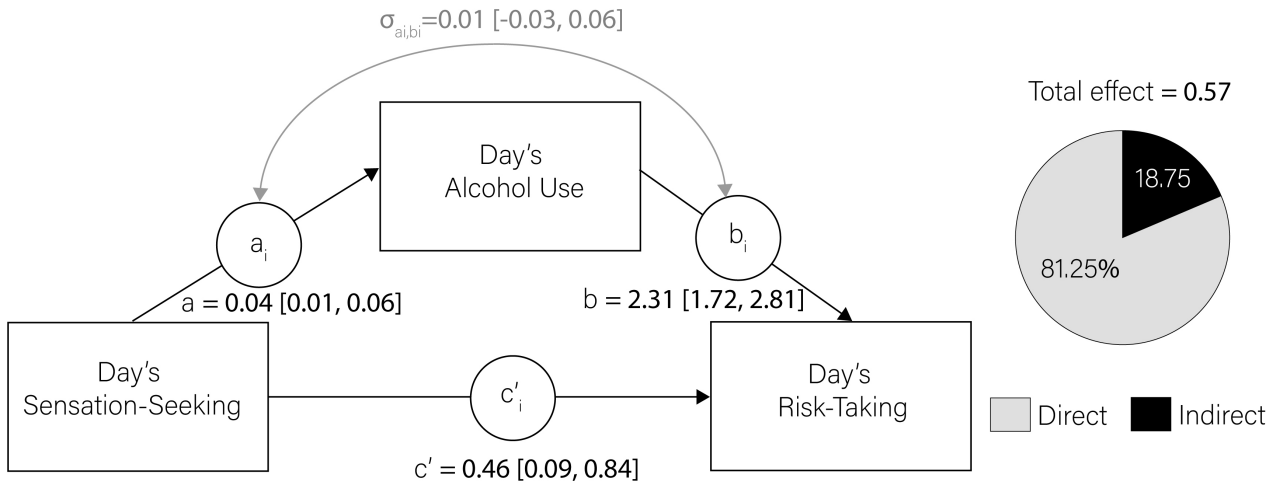 σai,bi=0.01 [-0.03, 0.06]
Day's
Alcohol Use
ai
bi
a = 0.04 [0.01, 0.06]
b = 2.31 [1.72, 2.81]
Day's
Sensation-Seeking
c′i
Day's
Risk-Taking
c′ = 0.46 [0.09, 0.84]
Total effect = 0.57
18.75
81.25%
Direct
Indirect